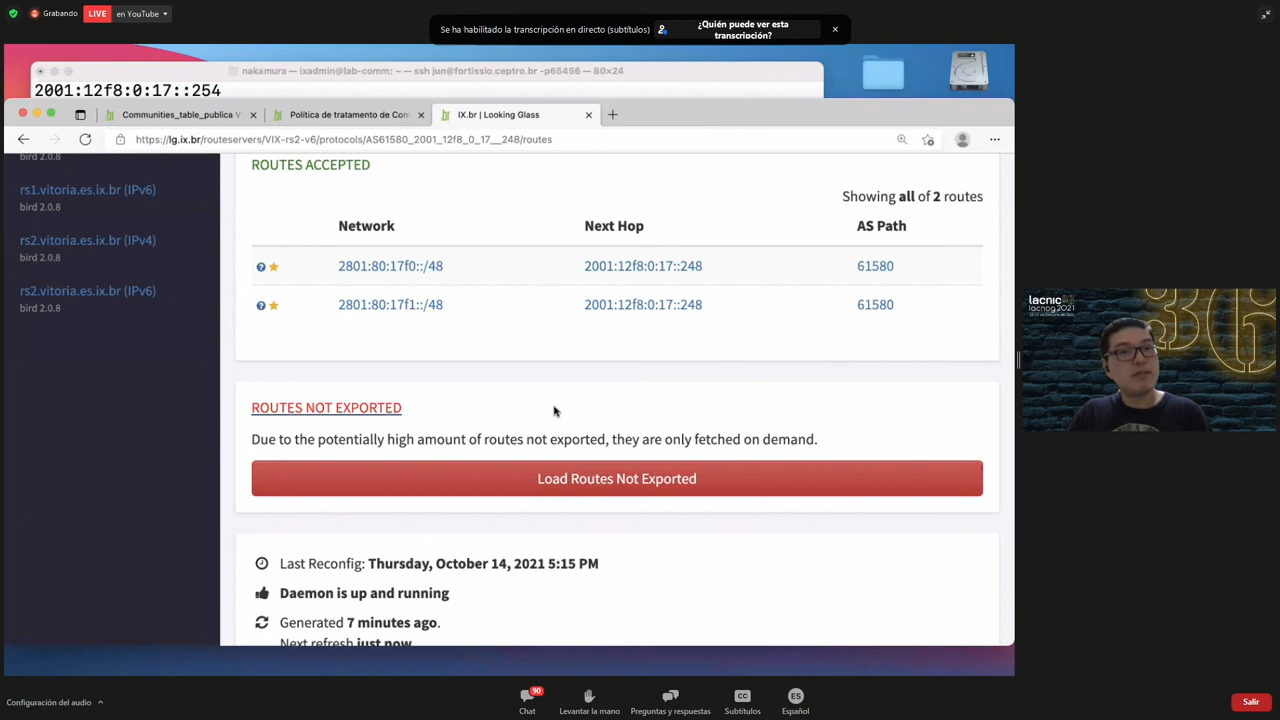 Grabando
LIVE
en YouTube
Se ha habilitado la transcripción en directo (subtítulos)
¿Quién puede ver esta
transcripción?
nakamura — ixadmin@lab-comm: ~ — ssh jun@fortissio.ceptro.br -p65456 — 80×24
2001:12f8:0:17::254
Communities_table_publica V
Política de tratamento de Com
IX.br | Looking Glass
https://lg.ix.br/routeservers/VIX-rs2-v6/protocols/AS61580_2001_12f8_0_17__248/routes
bird 2.0.8
rs1.vitoria.es.ix.br (IPv6)
bird 2.0.8
rs2.vitoria.es.ix.br (IPv4)
bird 2.0.8
rs2.vitoria.es.ix.br (IPv6)
bird 2.0.8
ROUTES ACCEPTED
Showing all of 2 routes
Network Next Hop AS Path
2801:80:17f0::/48 2001:12f8:0:17::248 61580
2801:80:17f1::/48 2001:12f8:0:17::248 61580
ROUTES NOT EXPORTED
Due to the potentially high amount of routes not exported, they are only fetched on demand.
Load Routes Not Exported
Last Reconfig: Thursday, October 14, 2021 5:15 PM
Daemon is up and running
Generated 7 minutes ago.
Next refresh just now
lacnic 36
lacnog 2021
Configuración del audio
90
Chat
Levantar la mano
Preguntas y respuestas
CC
Subtítulos
ES
Español
Salir